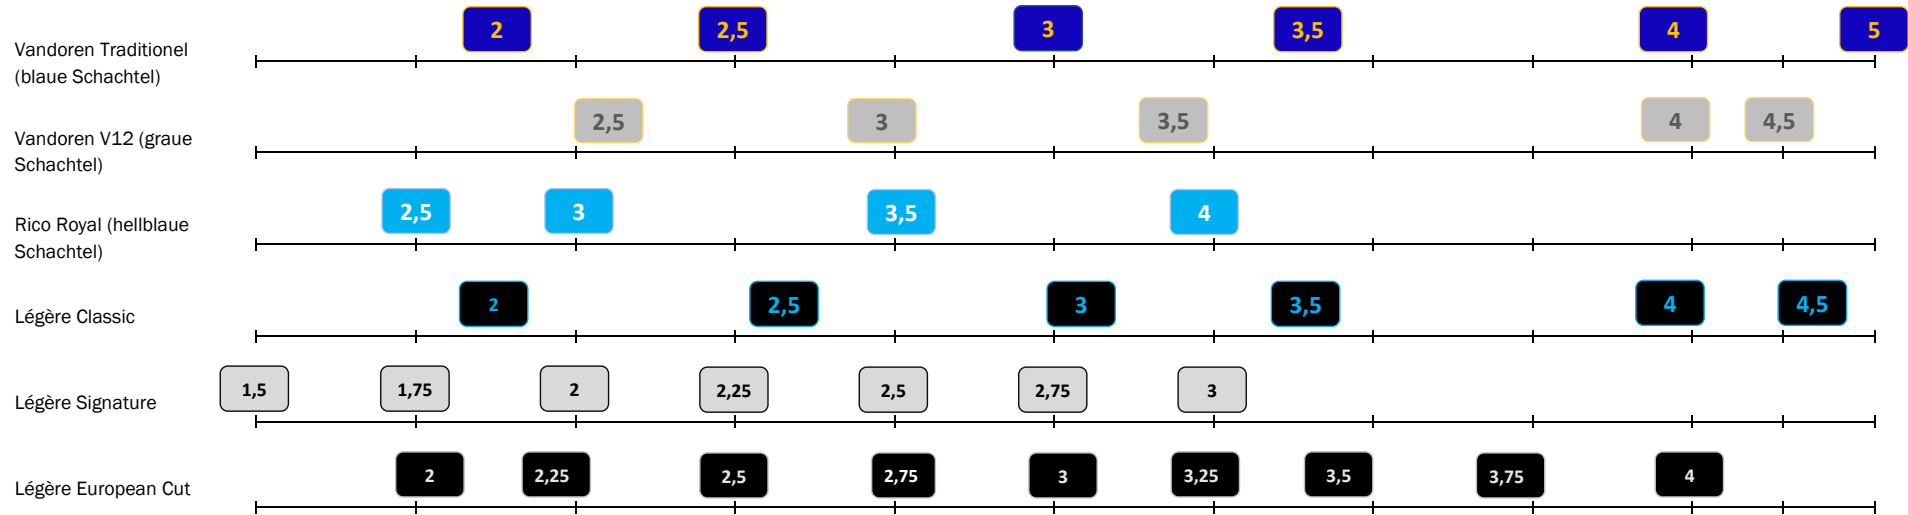 2 2,5 3 3,5 4 5
Vandoren Traditionel
(blaue Schachtel)
2,5 3 3,5 4 4,5
Vandoren V12 (graue
Schachtel)
2,5 3 3,5 4
Rico Royal (hellblaue
Schachtel)
2 2,5 3 3,5 4 4,5
Légère Classic
1,5 1,75 2 2,25 2,5 2,75 3
Légère Signature
2 2,25 2,5 2,75 3 3,25 3,5 3,75 4
Légère European Cut